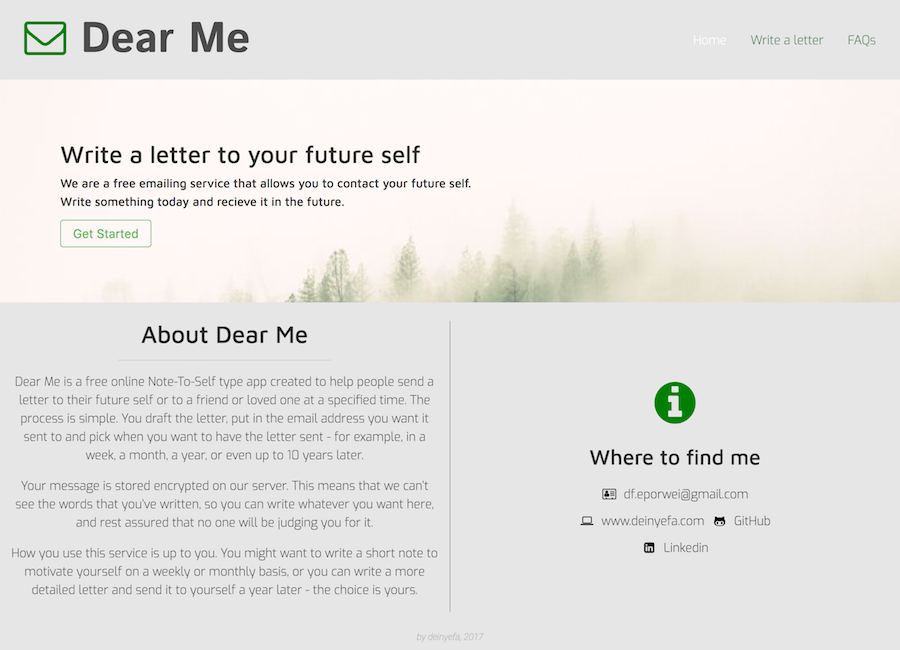 Dear Me
Home Write a letter FAQs
Write a letter to your future self
We are a free emailing service that allows you to contact your future self.
Write something today and recieve it in the future.
Get Started
About Dear Me
Dear Me is a free online Note-To-Self type app created to help people send a
letter to their future self or to a friend or loved one at a specified time. The
process is simple. You draft the letter, put in the email address you want it
sent to and pick when you want to have the letter sent - for example, in a
week, a month, a year, or even up to 10 years later.
Your message is stored encrypted on our server. This means that we can't
see the words that you've written, so you can write whatever you want here,
and rest assured that no one will be judging you for it.
How you use this service is up to you. You might want to write a short note to
motivate yourself on a weekly or monthly basis, or you can write a more
detailed letter and send it to yourself a year later - the choice is yours.
Where to find me
df.eporwei@gmail.com
www.deinyefa.com GitHub
Linkedin
by deinyefa, 2017